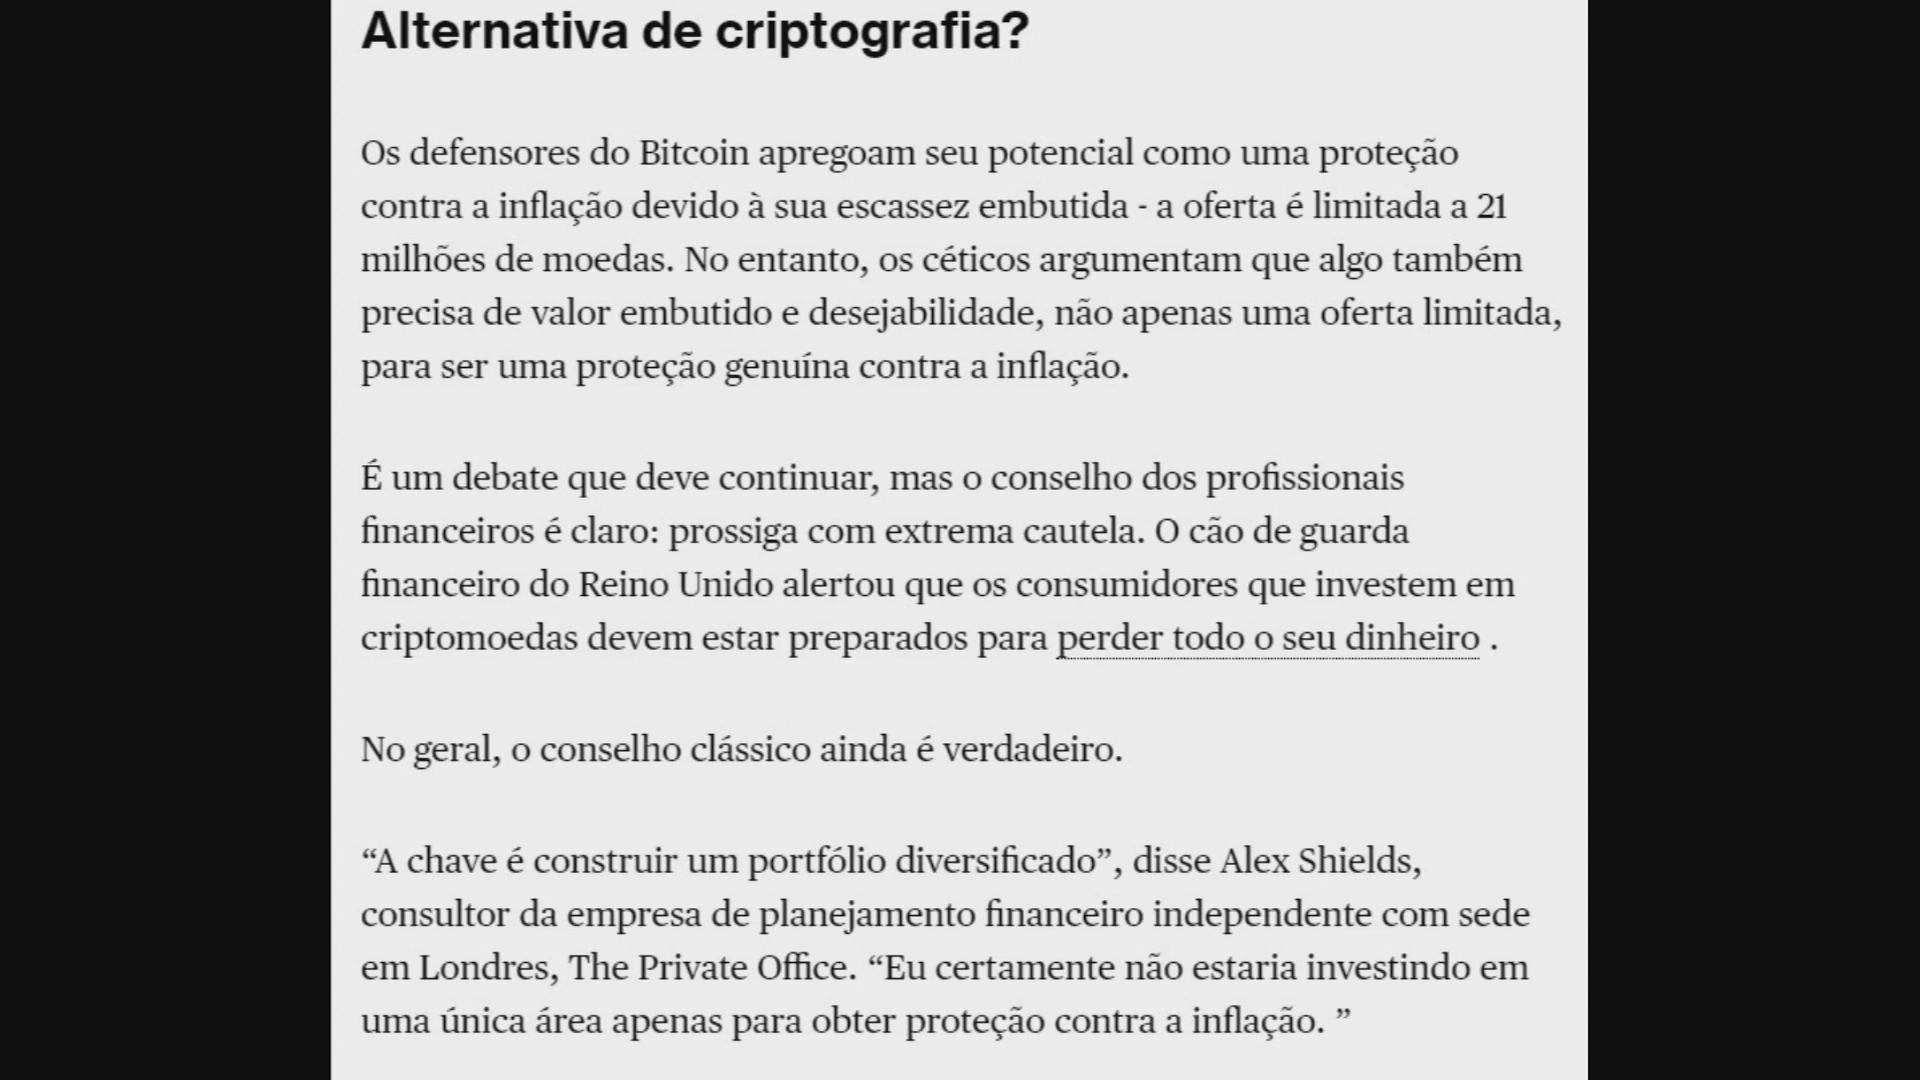 Alternativa de criptografia?
Os defensores do Bitcoin apregoam seu potencial como uma proteção
contra a inflação devido à sua escassez embutida - a oferta é limitada a 21
milhões de moedas. No entanto, os céticos argumentam que algo também
precisa de valor embutido e desejabilidade, não apenas uma oferta limitada,
para ser uma proteção genuína contra a inflação.
É um debate que deve continuar, mas o conselho dos profissionais
financeiros é claro: prossiga com extrema cautela. O cão de guarda
financeiro do Reino Unido alertou que os consumidores que investem em
criptomoedas devem estar preparados para perder todo o seu dinheiro .
No geral, o conselho clássico ainda é verdadeiro.
“A chave é construir um portfólio diversificado”, disse Alex Shields,
consultor da empresa de planejamento financeiro independente com sede
em Londres, The Private Office. “Eu certamente não estaria investindo em
uma única área apenas para obter proteção contra a inflação. ”